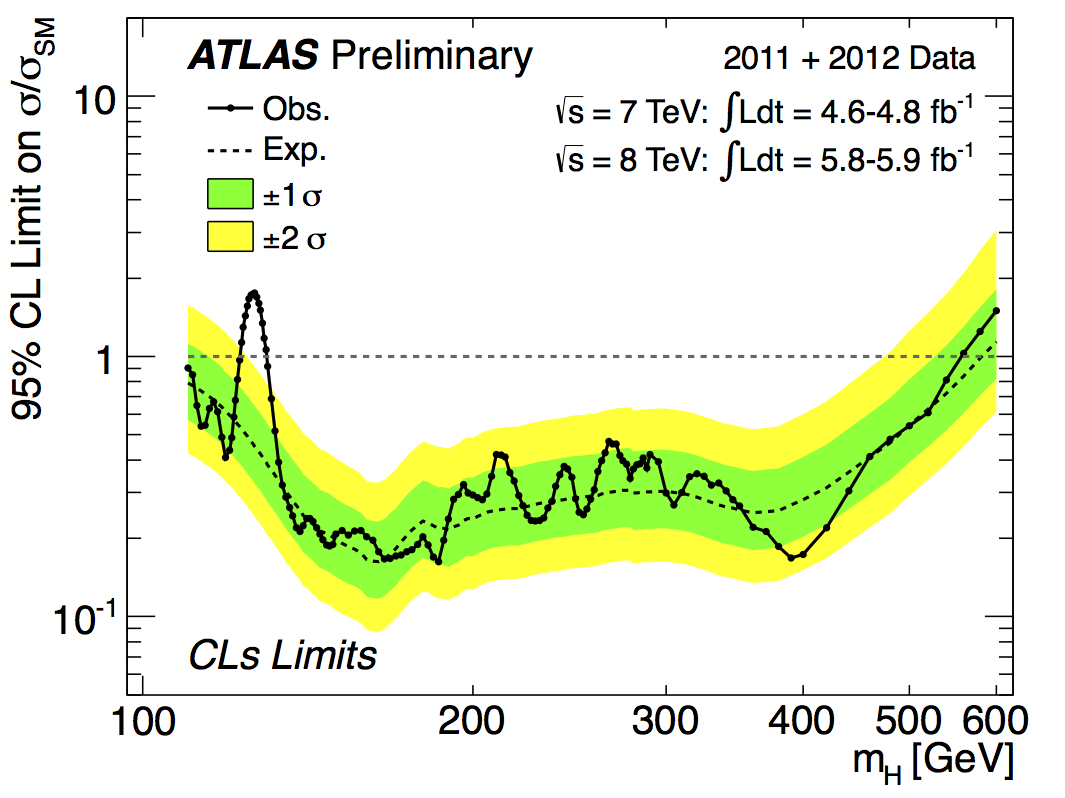 ATLAS Preliminary
2011 + 2012 Data
Obs.
Exp.
±1 σ
±2 σ
√s = 7 TeV: ∫Ldt = 4.6-4.8 fb⁻¹
√s = 8 TeV: ∫Ldt = 5.8-5.9 fb⁻¹
95% CL Limit on σ/σ_SM
10
1
10⁻¹
CLs Limits
100 200 300 400 500 600
m_H [GeV]